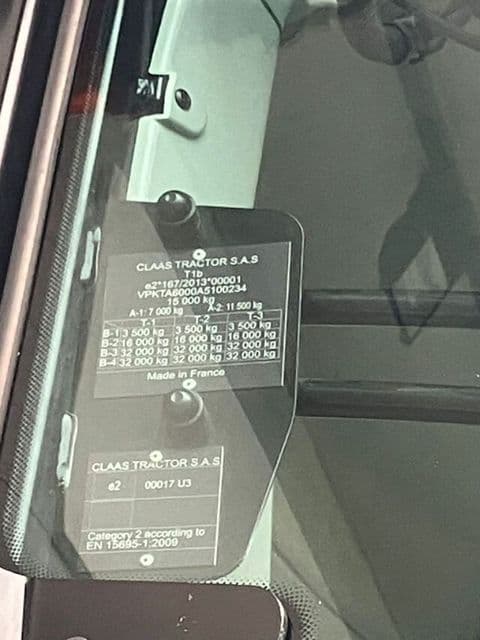 CLAAS TRACTOR S.A.S
T1b
e2*167/2013*00001
VPKTA6000A5100234
15 000 kg
A-1: 7 000 kg A-2: 11 500 kg
T-1 T-2 T-3
B-1 3 500 kg 3 500 kg 3 500 kg
B-2 16 000 kg 16 000 kg 16 000 kg
B-3 32 000 kg 32 000 kg 32 000 kg
B-4 32 000 kg 32 000 kg 32 000 kg
Made in France
CLAAS TRACTOR S.A.S
e2 00017 U3
Category 2 according to
EN 15695-1:2009